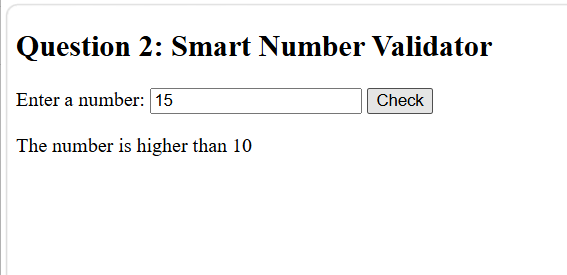 Question 2: Smart Number Validator
Enter a number: 15 Check
The number is higher than 10